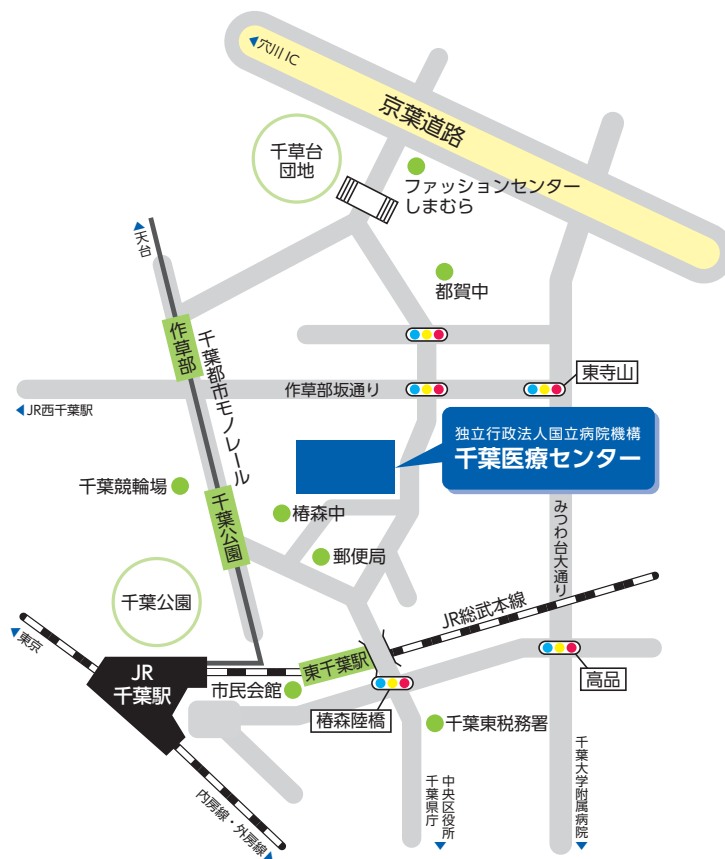 穴川IC
京葉道路
千草台
団地
ファッションセンター
しまむら
天台
都賀中
作草部
千葉都市モノレール
東寺山
作草部坂通り
JR西千葉駅
独立行政法人国立病院機構
千葉医療センター
千葉競輪場
椿森中
千葉公園
みつわ台大通り
郵便局
千葉公園
JR総武本線
東京
JR
千葉駅
東千葉駅
市民会館
高品
椿森陸橋
千葉東税務署
内房線・外房線
中央区役所
千葉県庁
千葉大学附属病院